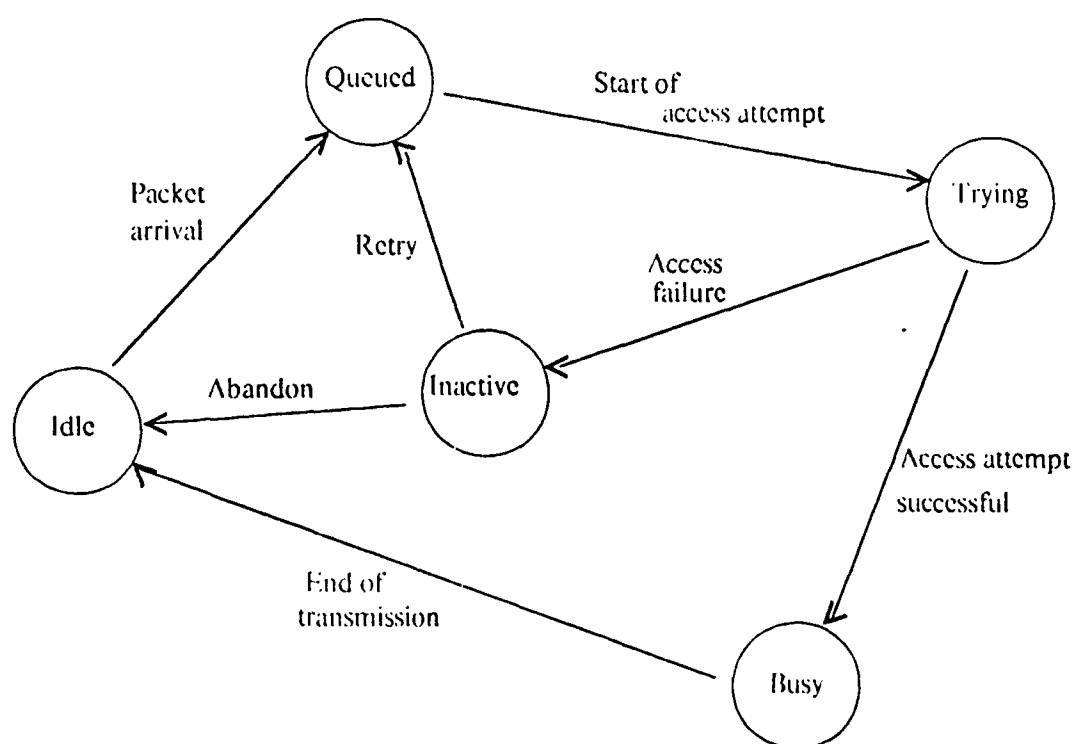 Queued
Start of
access attempt
Trying
Packet
arrival
Retry
Access
failure
Abandon
Inactive
Idle
Access attempt
successful
End of
transmission
Busy